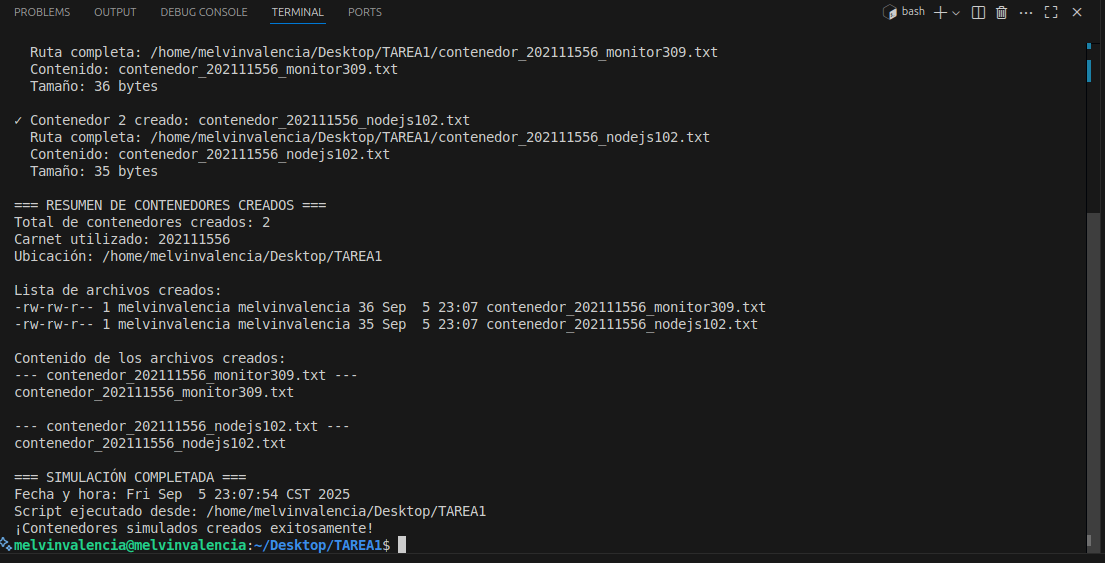 PROBLEMS OUTPUT DEBUG CONSOLE TERMINAL PORTS bash
Ruta completa: /home/melvinvalencia/Desktop/TAREA1/contenedor_202111556_monitor309.txt
Contenido: contenedor_202111556_monitor309.txt
Tamaño: 36 bytes
✓ Contenedor 2 creado: contenedor_202111556_nodejs102.txt
Ruta completa: /home/melvinvalencia/Desktop/TAREA1/contenedor_202111556_nodejs102.txt
Contenido: contenedor_202111556_nodejs102.txt
Tamaño: 35 bytes
=== RESUMEN DE CONTENEDORES CREADOS ===
Total de contenedores creados: 2
Carnet utilizado: 202111556
Ubicación: /home/melvinvalencia/Desktop/TAREA1
Lista de archivos creados:
-rw-rw-r-- 1 melvinvalencia melvinvalencia 36 Sep  5 23:07 contenedor_202111556_monitor309.txt
-rw-rw-r-- 1 melvinvalencia melvinvalencia 35 Sep  5 23:07 contenedor_202111556_nodejs102.txt
Contenido de los archivos creados:
--- contenedor_202111556_monitor309.txt ---
contenedor_202111556_monitor309.txt
--- contenedor_202111556_nodejs102.txt ---
contenedor_202111556_nodejs102.txt
=== SIMULACIÓN COMPLETADA ===
Fecha y hora: Fri Sep  5 23:07:54 CST 2025
Script ejecutado desde: /home/melvinvalencia/Desktop/TAREA1
¡Contenedores simulados creados exitosamente!
melvinvalencia@melvinvalencia:~/Desktop/TAREA1$